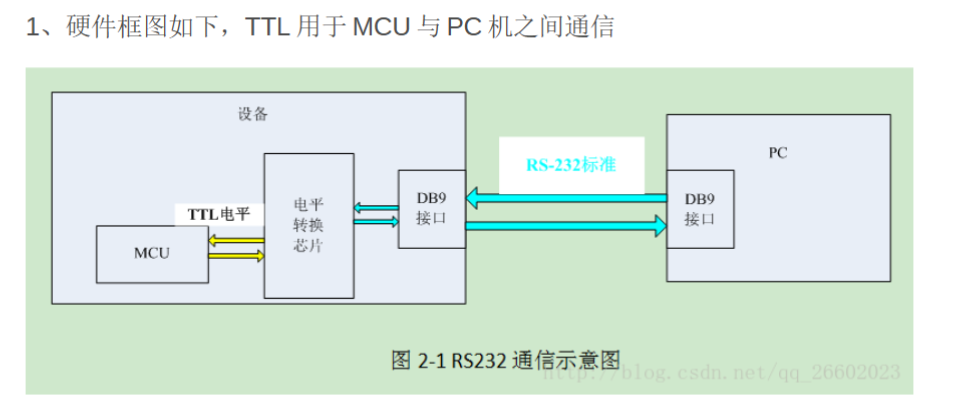 1、硬件框图如下，TTL 用于 MCU 与 PC 机之间通信
设备
RS-232标准
PC
电平
转换
芯片
DB9
接口
DB9
接口
TTL电平
MCU
图 2-1 RS232 通信示意图
http://blog.csdn.net/qq_26602023